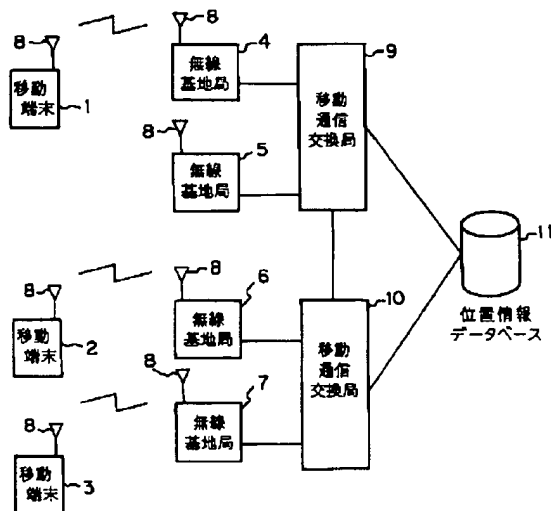 8
移動
端末
1
8
無線
基地局
4
8
無線
基地局
5
移動
通信
交換局
9
11
位置情報
データベース
8
移動
端末
2
8
無線
基地局
6
8
無線
基地局
7
移動
通信
交換局
10
8
移動
端末
3